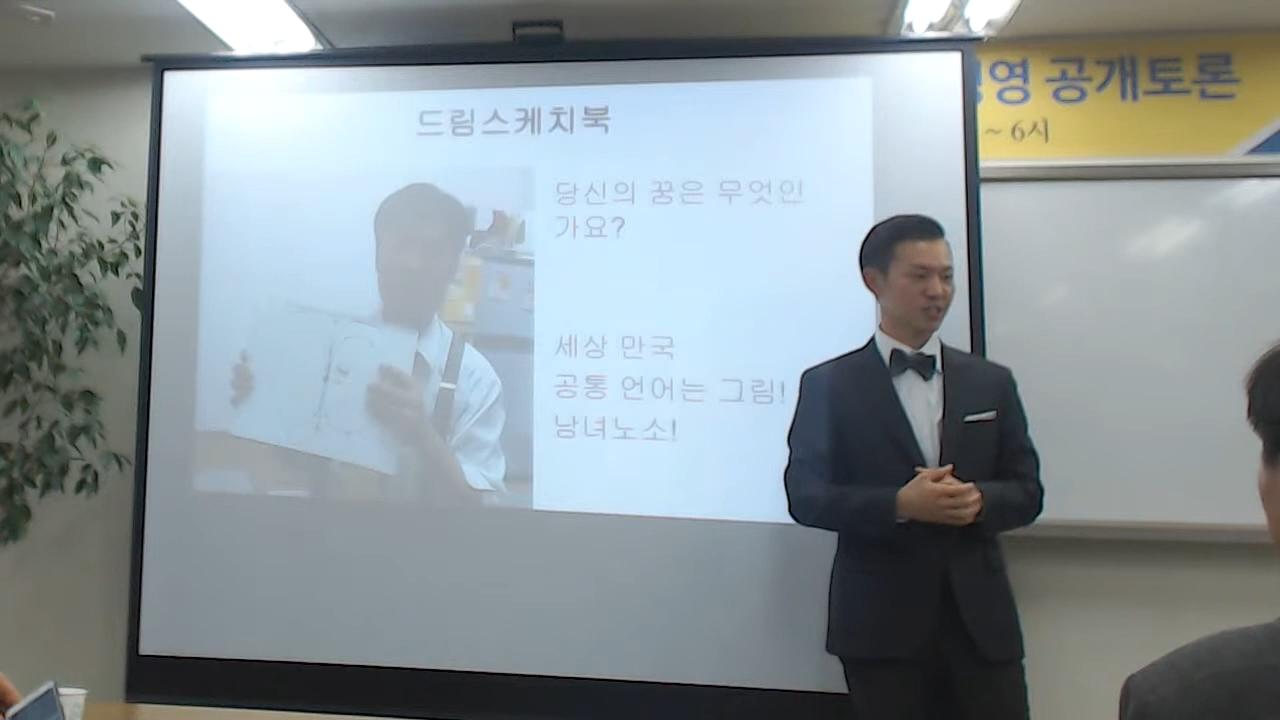 드림스케치북
당신의 꿈은 무엇인
가요?
세상 만국
공통 언어는 그림!
남녀노소!
영 공개토론
~ 6시